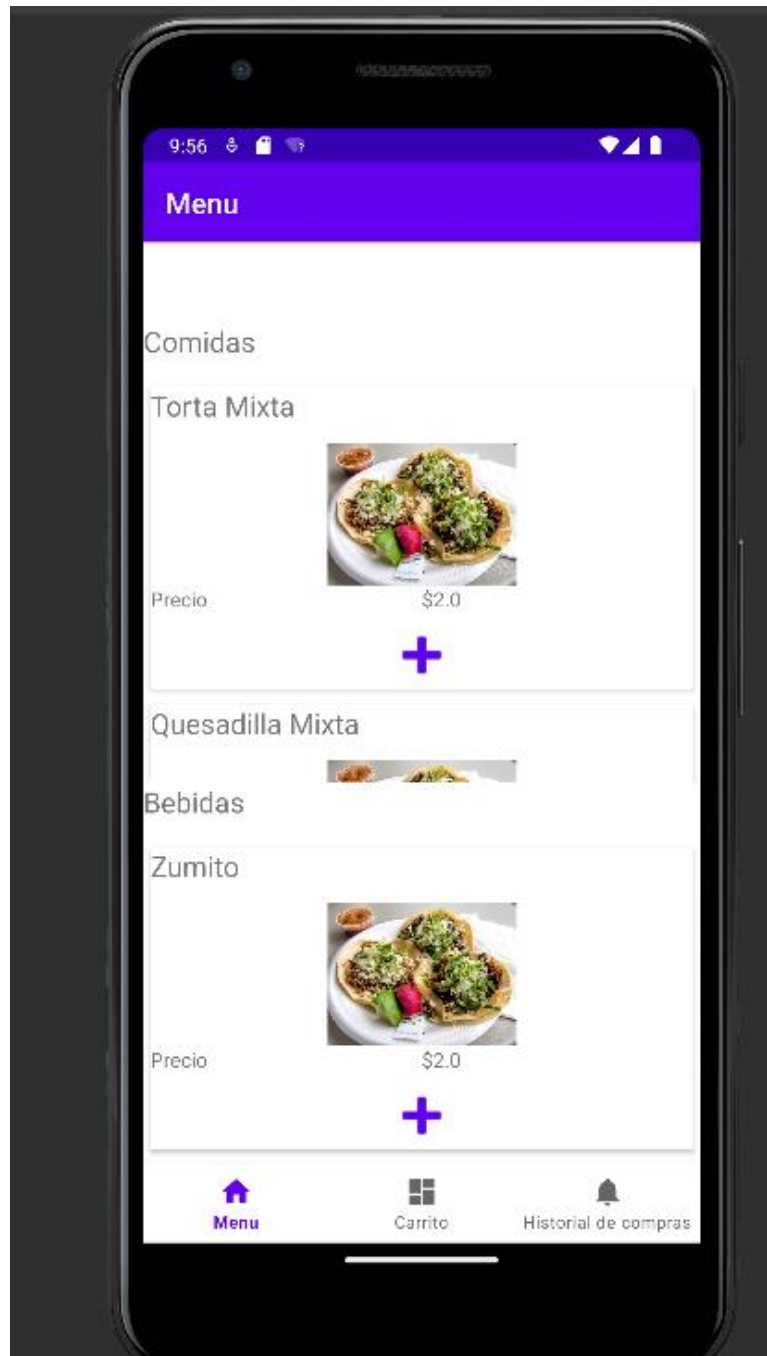 9:56
Menu
Comidas
Torta Mixta
Precio $2.0
Quesadilla Mixta
Bebidas
Zumito
Precio $2.0
Menu Carrito Historial de compras